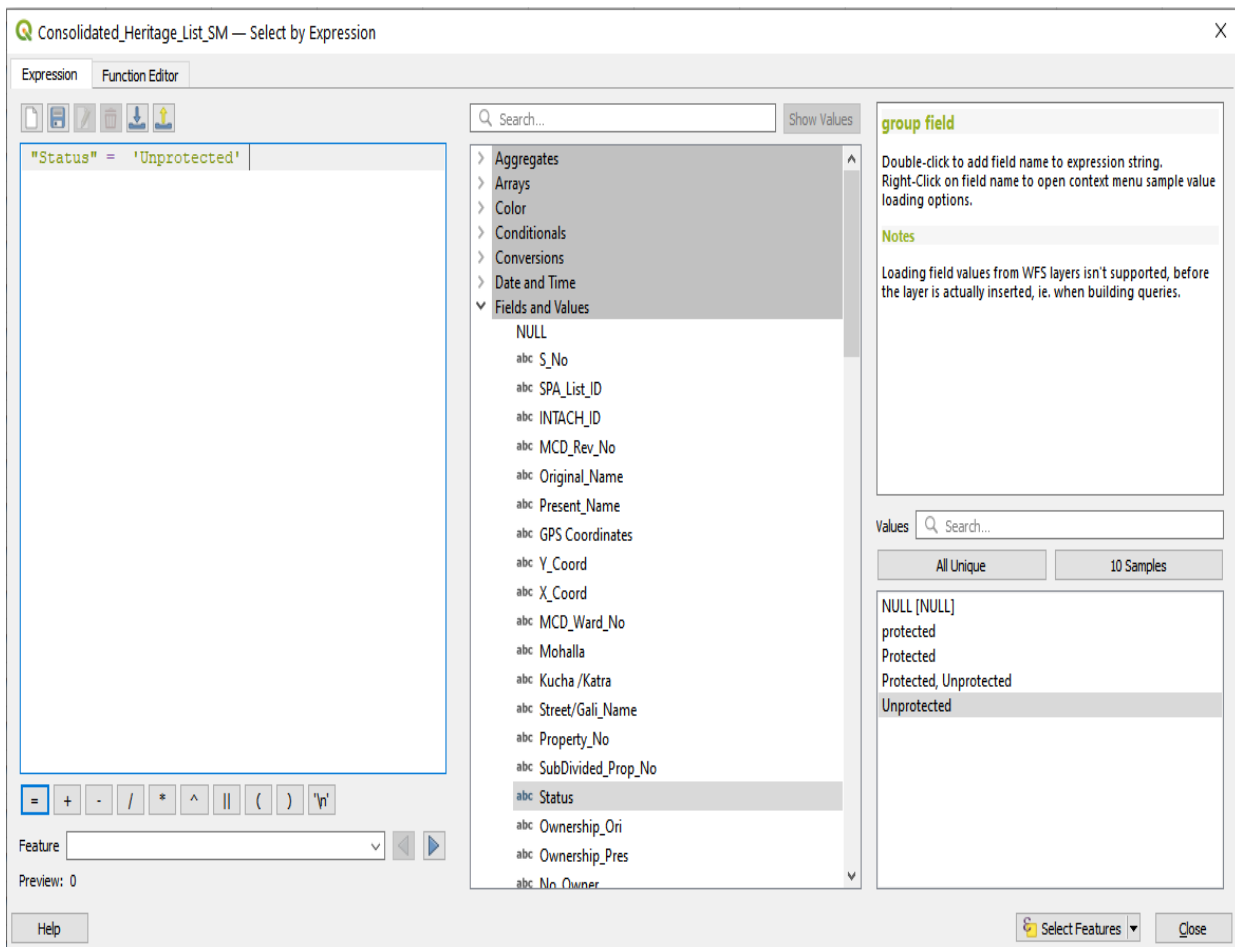 Consolidated_Heritage_List_SM — Select by Expression
X
Expression
Function Editor
"Status" = 'Unprotected'
= + - / * ^ || ( ) '\n'
Feature
Preview: 0
Search...
Show Values
Aggregates
Arrays
Color
Conditionals
Conversions
Date and Time
Fields and Values
NULL
abc S_No
abc SPA_List_ID
abc INTACH_ID
abc MCD_Rev_No
abc Original_Name
abc Present_Name
abc GPS Coordinates
abc Y_Coord
abc X_Coord
abc MCD_Ward_No
abc Mohalla
abc Kucha /Katra
abc Street/Gali_Name
abc Property_No
abc SubDivided_Prop_No
abc Status
abc Ownership_Ori
abc Ownership_Pres
abc No_Owner
group field
Double-click to add field name to expression string.
Right-Click on field name to open context menu sample value
loading options.
Notes
Loading field values from WFS layers isn't supported, before
the layer is actually inserted, ie. when building queries.
Values
Search...
All Unique
10 Samples
NULL [NULL]
protected
Protected
Protected, Unprotected
Unprotected
Help
Select Features
Close